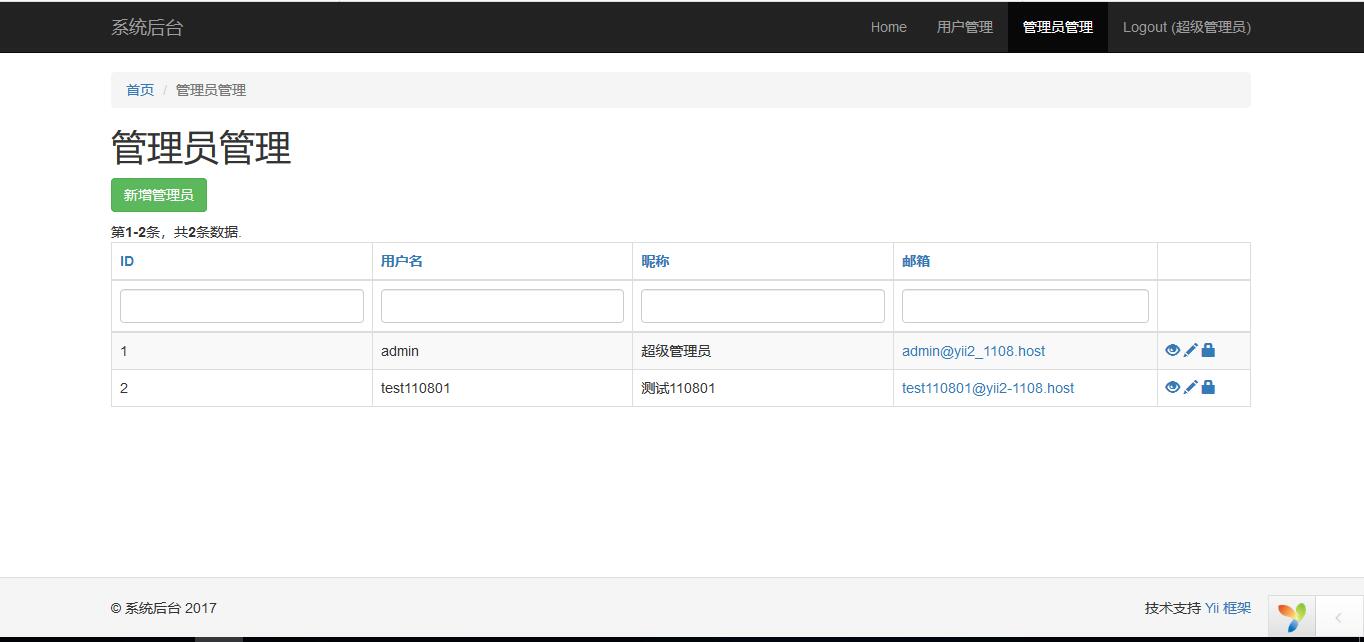 系统后台 Home 用户管理 管理员管理 Logout (超级管理员)
首页 / 管理员管理
管理员管理
新增管理员
第1-2条，共2条数据.
ID 用户名 昵称 邮箱
1 admin 超级管理员 admin@yii2_1108.host
2 test110801 测试110801 test110801@yii2-1108.host
© 系统后台 2017 技术支持 Yii 框架